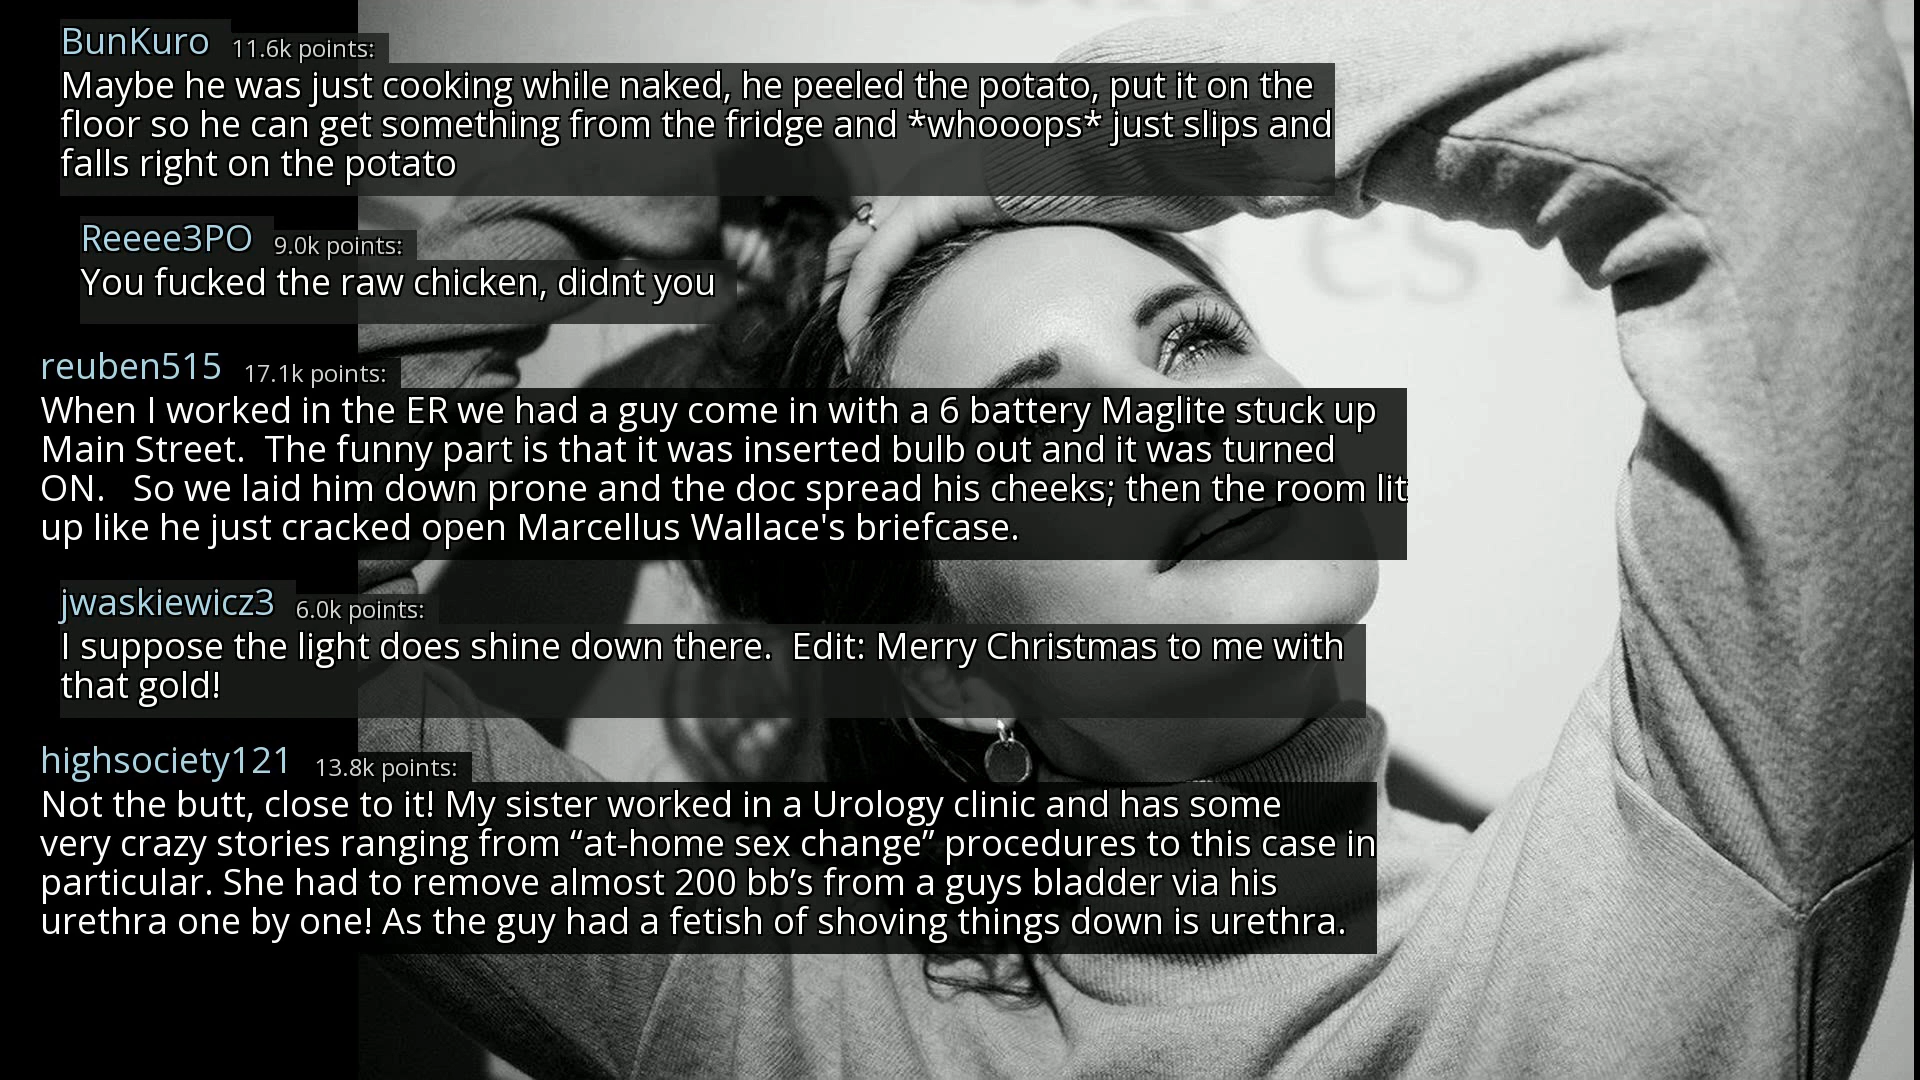 BunKuro 11.6k points:
Maybe he was just cooking while naked, he peeled the potato, put it on the
floor so he can get something from the fridge and *whooops* just slips and
falls right on the potato
Reeee3PO 9.0k points:
You fucked the raw chicken, didnt you
reuben515 17.1k points:
When I worked in the ER we had a guy come in with a 6 battery Maglite stuck up
Main Street.  The funny part is that it was inserted bulb out and it was turned
ON.   So we laid him down prone and the doc spread his cheeks; then the room lit
up like he just cracked open Marcellus Wallace's briefcase.
jwaskiewicz3 6.0k points:
I suppose the light does shine down there.  Edit: Merry Christmas to me with
that gold!
highsociety121 13.8k points:
Not the butt, close to it! My sister worked in a Urology clinic and has some
very crazy stories ranging from “at-home sex change” procedures to this case in
particular. She had to remove almost 200 bb’s from a guys bladder via his
urethra one by one! As the guy had a fetish of shoving things down is urethra.